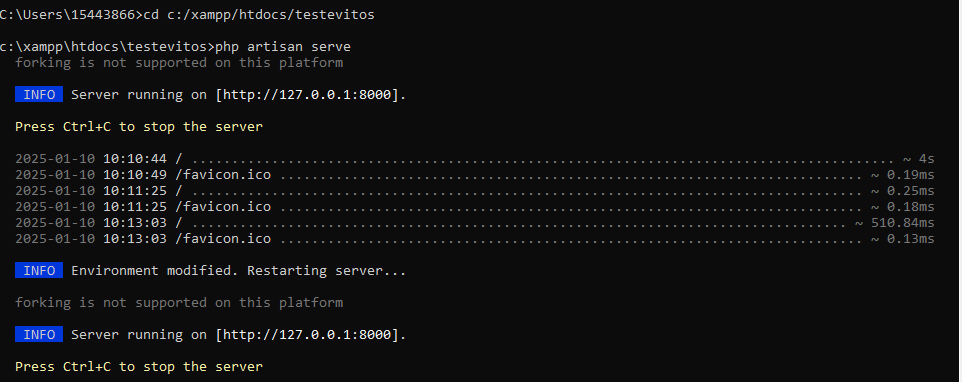 C:\Users\15443866>cd c:/xampp/htdocs/testevitos
c:\xampp\htdocs\testevitos>php artisan serve
forking is not supported on this platform
INFO Server running on [http://127.0.0.1:8000].
Press Ctrl+C to stop the server
2025-01-10 10:10:44 / ........................................................................................ ~ 4s
2025-01-10 10:10:49 /favicon.ico ......................................................................... ~ 0.19ms
2025-01-10 10:11:25 / .................................................................................... ~ 0.25ms
2025-01-10 10:11:25 /favicon.ico ......................................................................... ~ 0.18ms
2025-01-10 10:13:03 / .................................................................................. ~ 510.84ms
2025-01-10 10:13:03 /favicon.ico ......................................................................... ~ 0.13ms
INFO Environment modified. Restarting server...
forking is not supported on this platform
INFO Server running on [http://127.0.0.1:8000].
Press Ctrl+C to stop the server